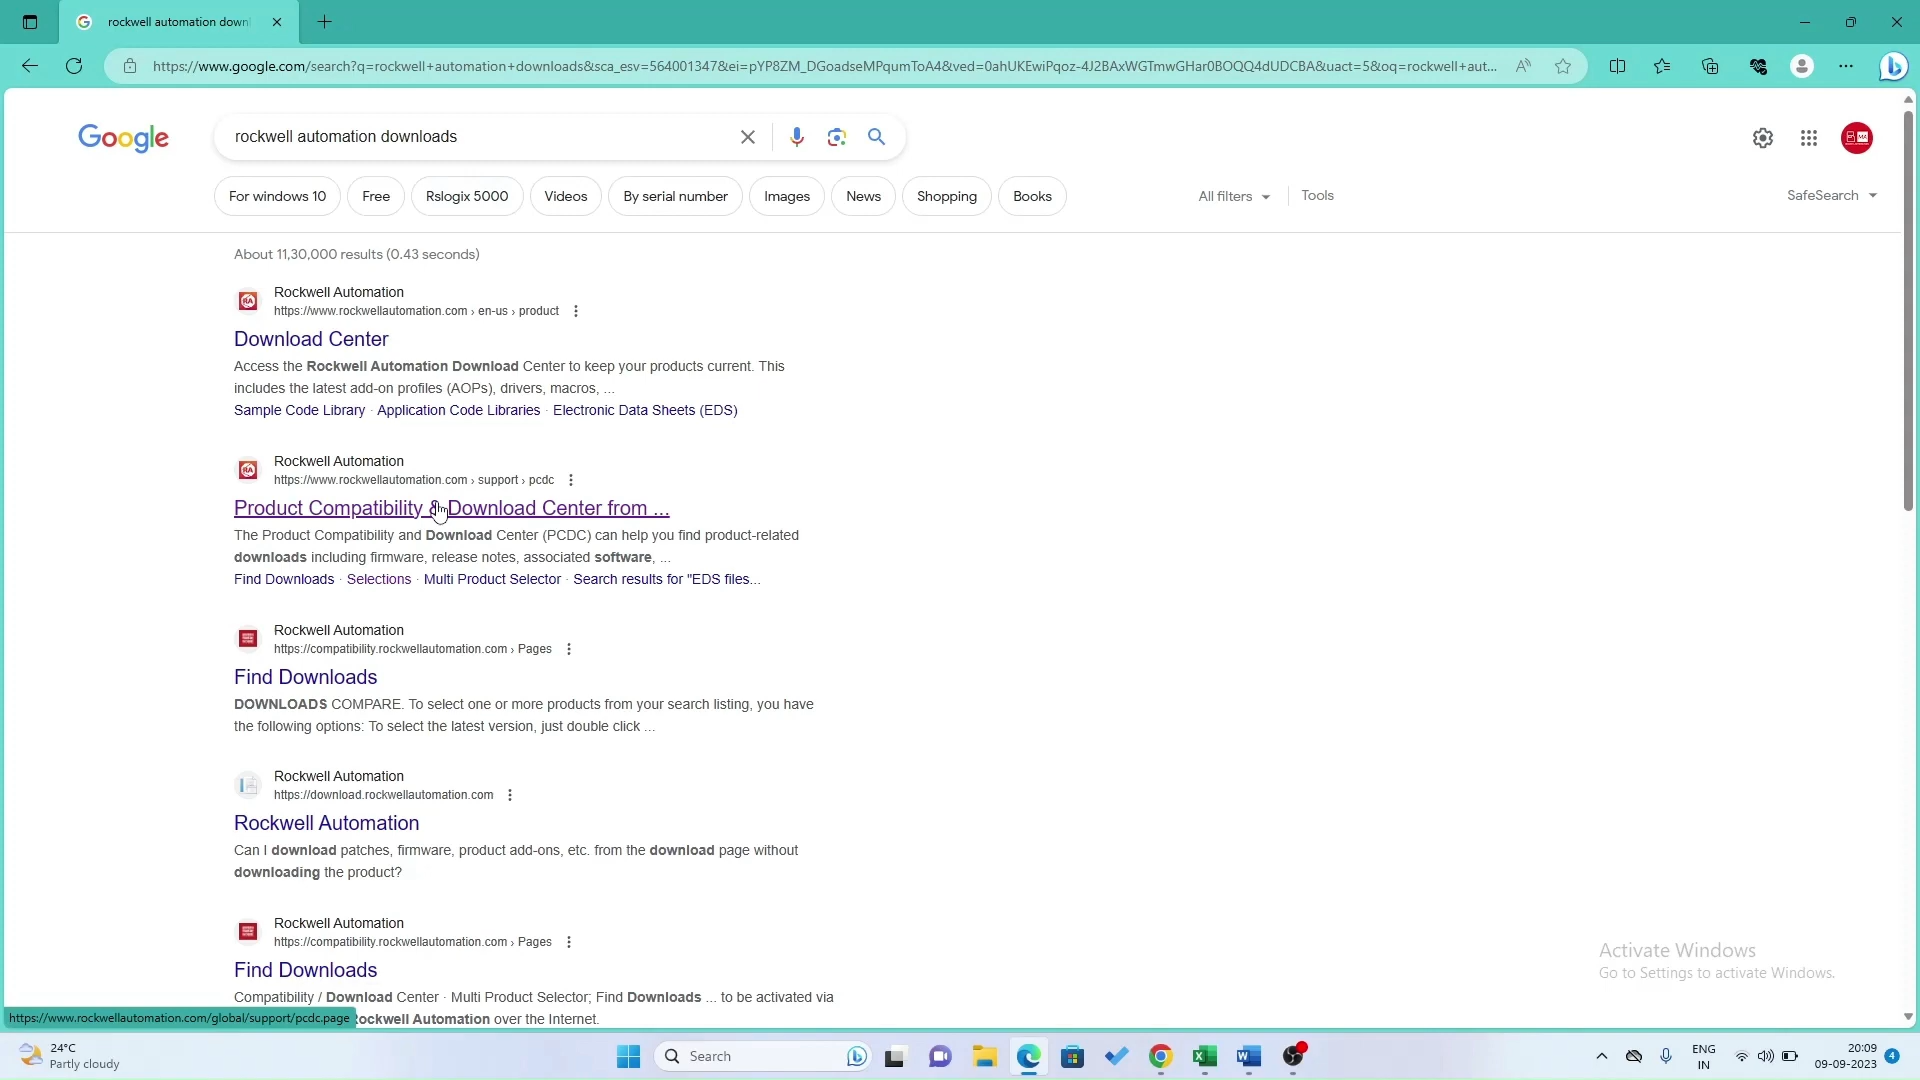 rockwell automation down
https://www.google.com/search?q=rockwell+automation+downloads&sca_esv=564001347&ei=pYP8ZM_DGoadseMPqumToA4&ved=0ahUKEwiPqoz-4J2BAxWGTmwGHar0BOQQ4dUDCBA&uact=5&oq=rockwell+aut...
Google
rockwell automation downloads
For windows 10
Free
Rslogix 5000
Videos
By serial number
Images
News
Shopping
Books
All filters
Tools
SafeSearch
About 11,30,000 results (0.43 seconds)
Rockwell Automation
https://www.rockwellautomation.com › en-us › product
Download Center
Access the Rockwell Automation Download Center to keep your products current. This
includes the latest add-on profiles (AOPs), drivers, macros, ...
Sample Code Library · Application Code Libraries · Electronic Data Sheets (EDS)
Rockwell Automation
https://www.rockwellautomation.com › support › pcdc
Product Compatibility & Download Center from ...
The Product Compatibility and Download Center (PCDC) can help you find product-related
downloads including firmware, release notes, associated software, ...
Find Downloads · Selections · Multi Product Selector · Search results for "EDS files...
Rockwell Automation
https://compatibility.rockwellautomation.com › Pages
Find Downloads
DOWNLOADS COMPARE. To select one or more products from your search listing, you have
the following options: To select the latest version, just double click ...
Rockwell Automation
https://download.rockwellautomation.com
Rockwell Automation
Can I download patches, firmware, product add-ons, etc. from the download page without
downloading the product?
Rockwell Automation
https://compatibility.rockwellautomation.com › Pages
Find Downloads
Compatibility / Download Center · Multi Product Selector; Find Downloads ... to be activated via
Rockwell Automation over the Internet.
https://www.rockwellautomation.com/global/support/pcdc.page
Activate Windows
Go to Settings to activate Windows.
24°C
Partly cloudy
Search
ENG
IN
20:09
09-09-2023
4